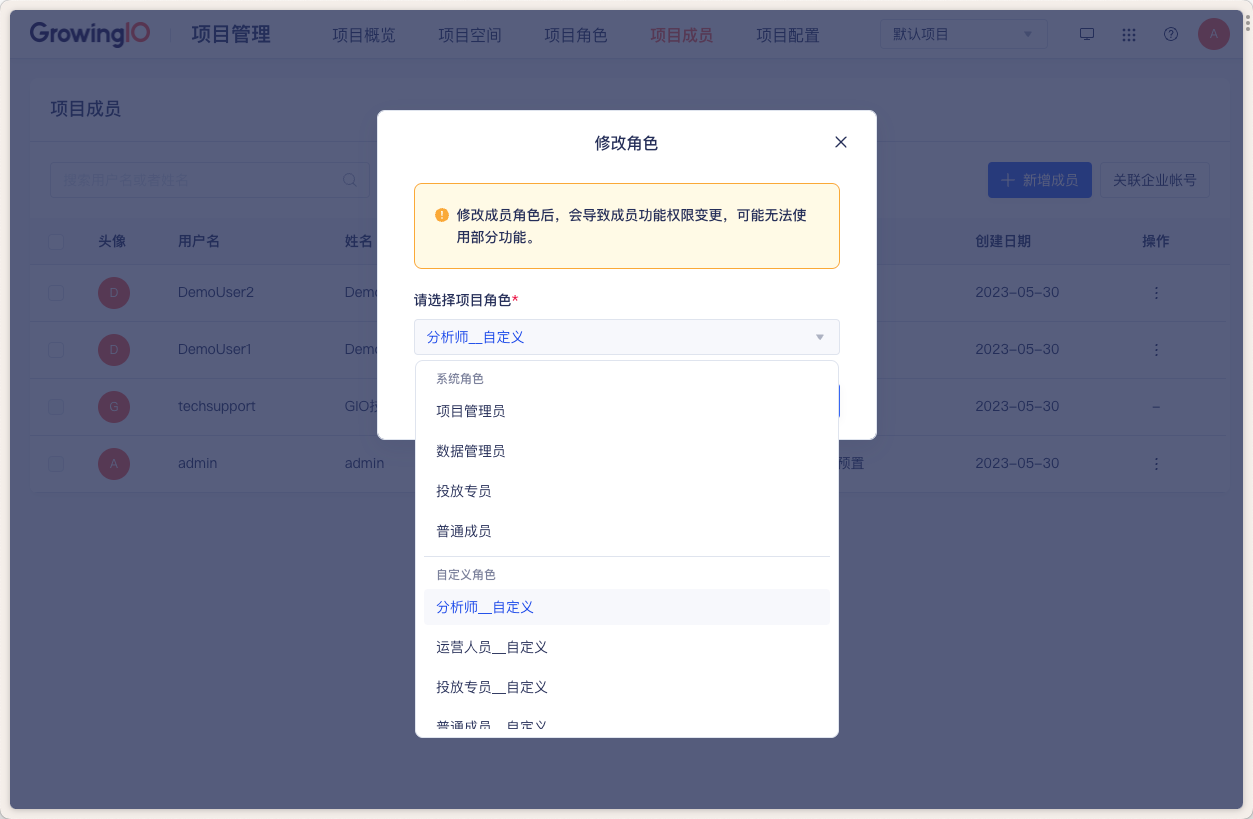 GrowingIO
项目管理
项目概览
项目空间
项目角色
项目成员
项目配置
默认项目
A
项目成员
修改角色
搜索用户名或者姓名
新增成员
关联企业帐号
修改成员角色后，会导致成员功能权限变更，可能无法使
用部分功能。
头像
用户名
姓名
创建日期
操作
D
DemoUser2
Demo
2023-05-30
请选择项目角色*
分析师__自定义
D
DemoUser1
Demo
2023-05-30
G
techsupport
GIO
2023-05-30
–
A
admin
admin
预置
2023-05-30
系统角色
项目管理员
数据管理员
投放专员
普通成员
自定义角色
分析师__自定义
运营人员__自定义
投放专员__自定义
普通成员__自定义